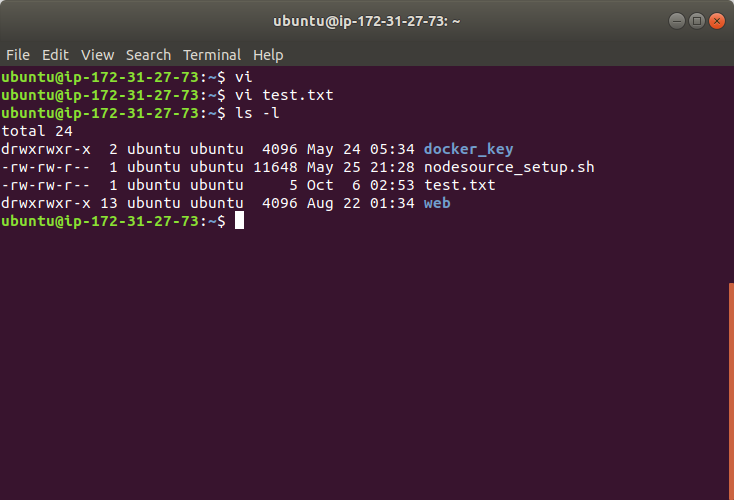 ubuntu@ip-172-31-27-73: ~
File Edit View Search Terminal Help
ubuntu@ip-172-31-27-73:~$ vi
ubuntu@ip-172-31-27-73:~$ vi test.txt
ubuntu@ip-172-31-27-73:~$ ls -l
total 24
drwxrwxr-x  2 ubuntu ubuntu  4096 May 24 05:34 docker_key
-rw-rw-r--  1 ubuntu ubuntu 11648 May 25 21:28 nodesource_setup.sh
-rw-rw-r--  1 ubuntu ubuntu     5 Oct  6 02:53 test.txt
drwxrwxr-x 13 ubuntu ubuntu  4096 Aug 22 01:34 web
ubuntu@ip-172-31-27-73:~$